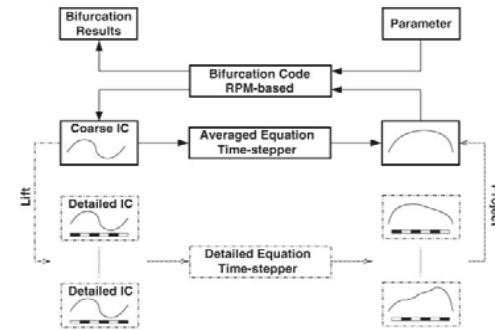 Bifurcation
Results
Parameter
Bifurcation Code
RPM-based
Coarse IC
Averaged Equation
Time-stepper
Lift
Project
Detailed IC
Detailed Equation
Time-stepper
Detailed IC